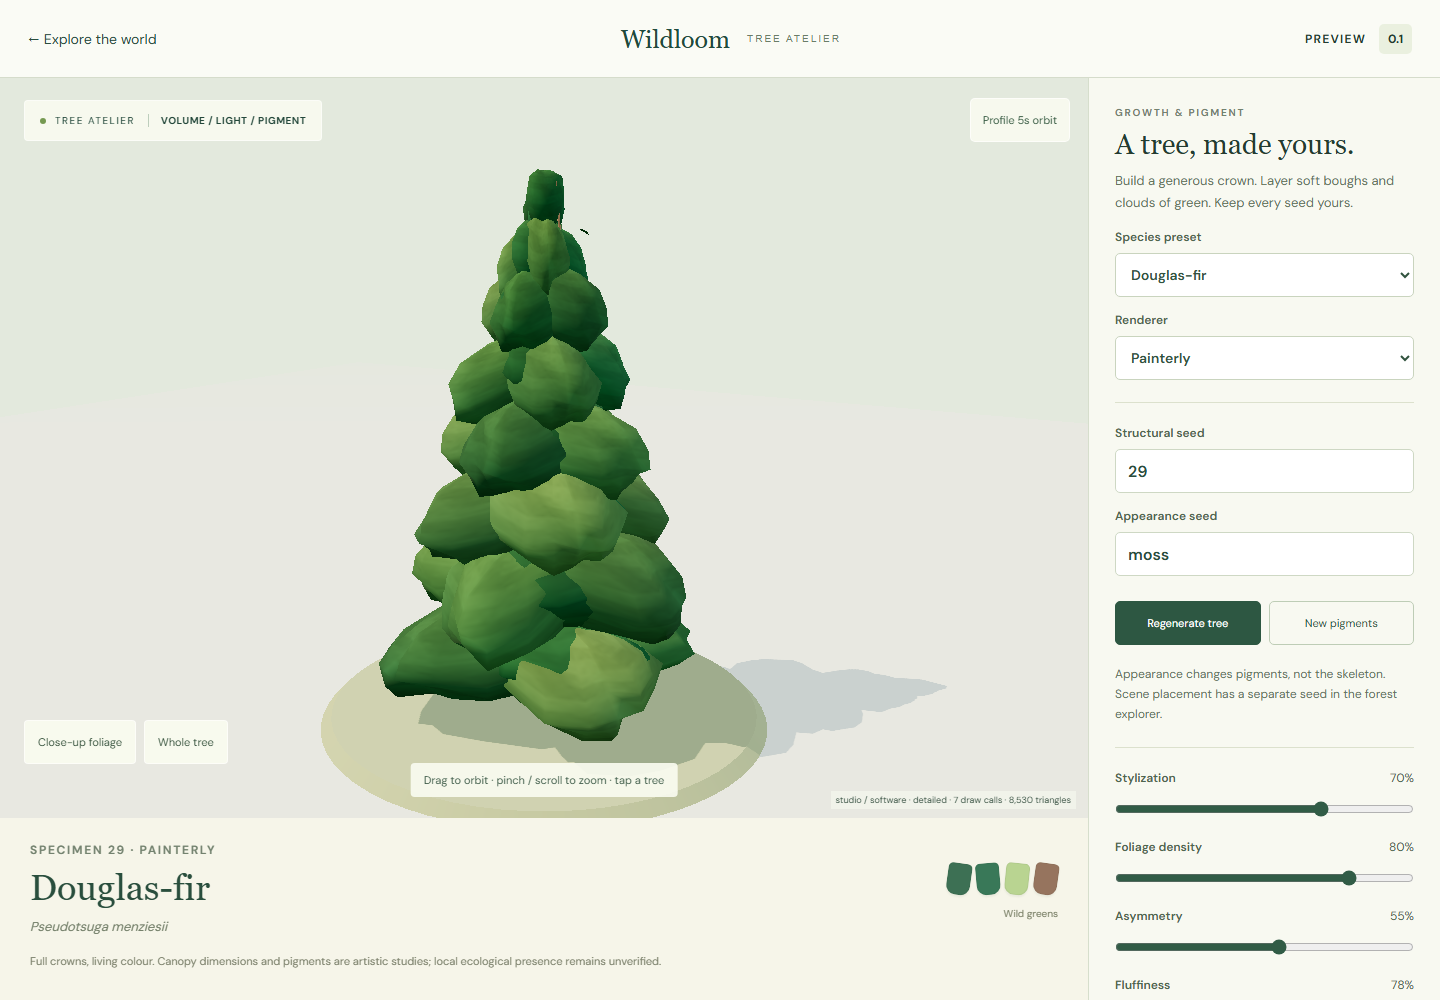 ← Explore the world
Wildloom TREE ATELIER
PREVIEW 0.1
TREE ATELIER VOLUME / LIGHT / PIGMENT
Profile 5s orbit
Close-up foliage
Whole tree
Drag to orbit · pinch / scroll to zoom · tap a tree
studio / software · detailed · 7 draw calls · 8,530 triangles
SPECIMEN 29 · PAINTERLY
Douglas-fir
Pseudotsuga menziesii
Full crowns, living colour. Canopy dimensions and pigments are artistic studies; local ecological presence remains unverified.
Wild greens
GROWTH & PIGMENT
A tree, made yours.
Build a generous crown. Layer soft boughs and
clouds of green. Keep every seed yours.
Species preset
Douglas-fir
Renderer
Painterly
Structural seed
29
Appearance seed
moss
Regenerate tree
New pigments
Appearance changes pigments, not the skeleton.
Scene placement has a separate seed in the forest
explorer.
Stylization 70%
Foliage density 80%
Asymmetry 55%
Fluffiness 78%